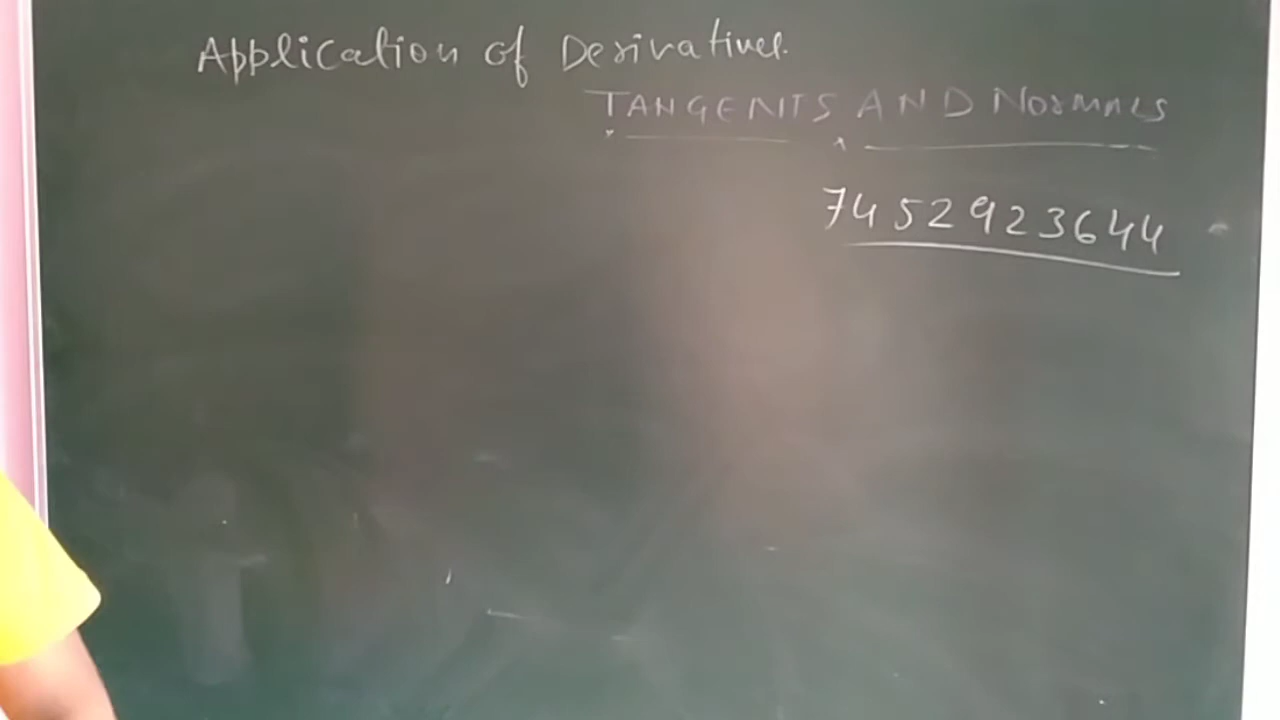 Application of Derivatives.
TANGENTS AND NORMALS
7452923644